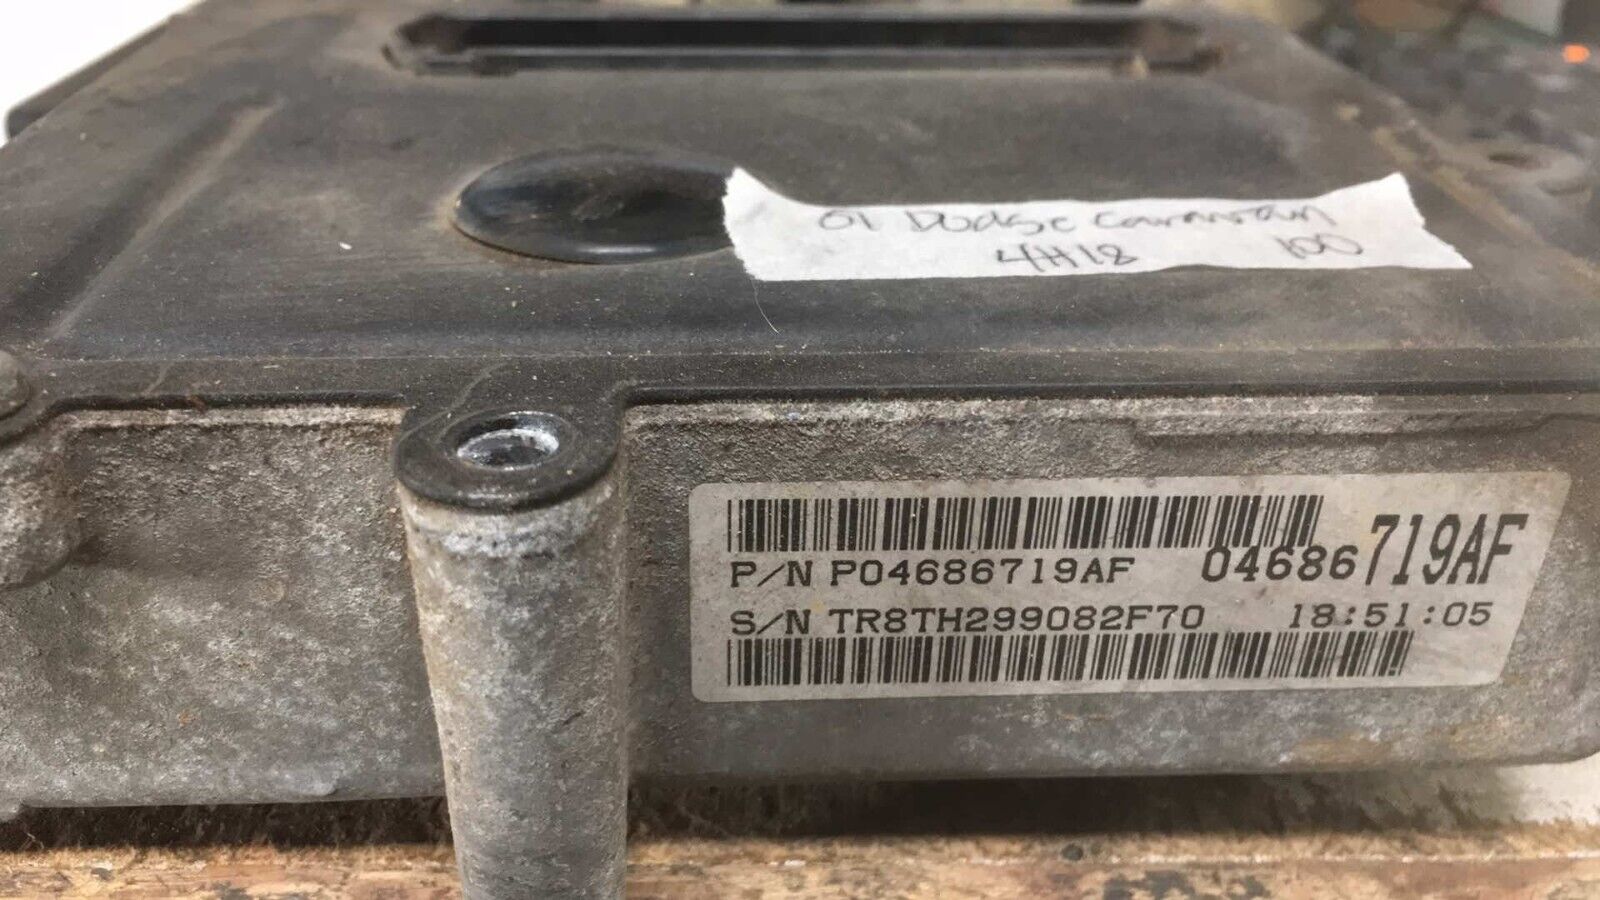 01 Dodge Caravan
4H18 100
P/N P04686719AF 04686719AF
S/N TR8TH299082F70 18:51:05